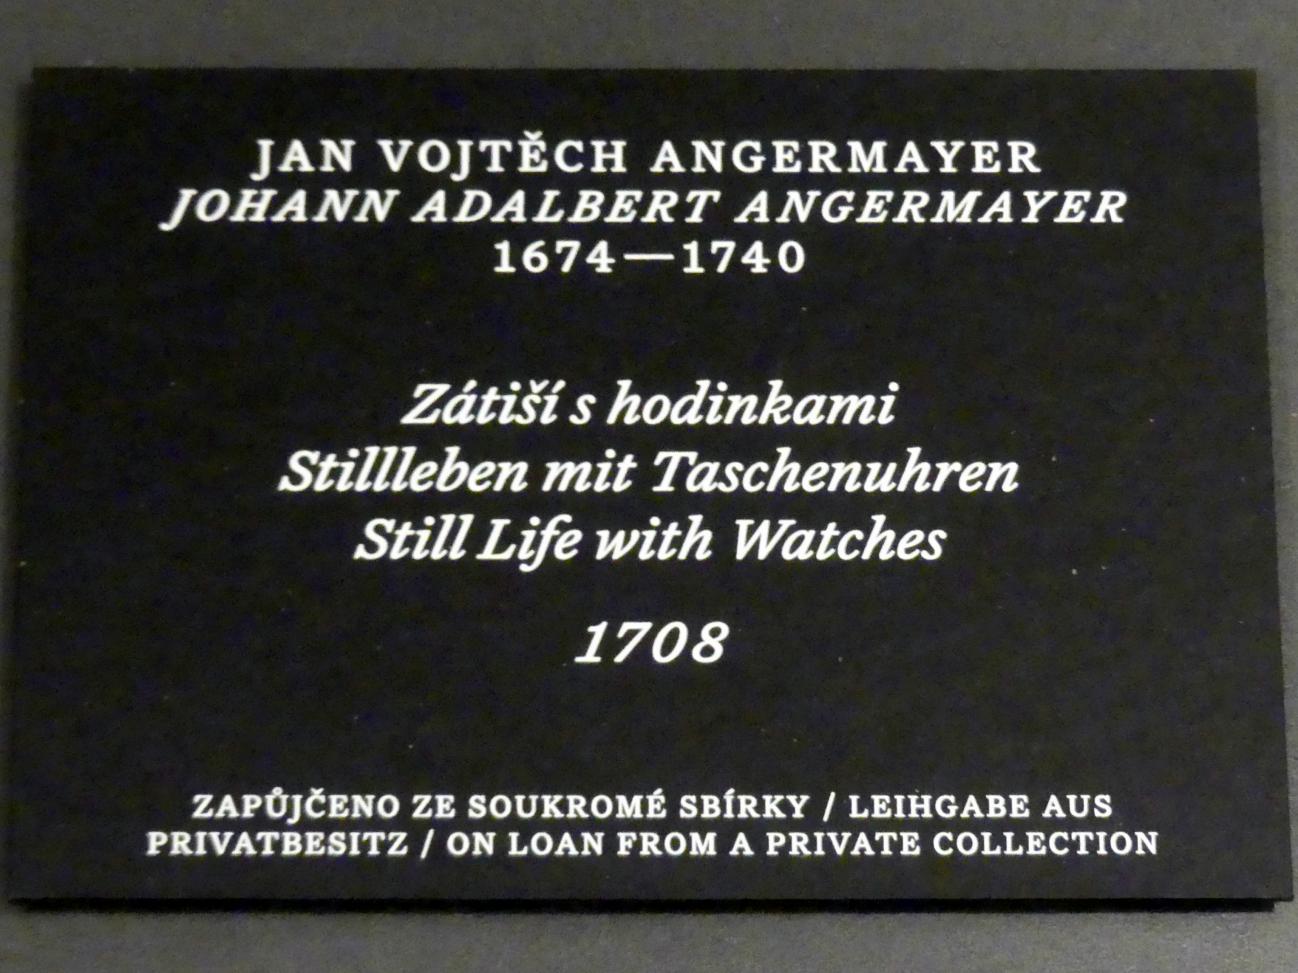 JAN VOJTĚCH ANGERMAYER
JOHANN ADALBERT ANGERMAYER
1674—1740
Zátiší s hodinkami
Stillleben mit Taschenuhren
Still Life with Watches
1708
ZAPŮJČENO ZE SOUKROMÉ SBÍRKY / LEIHGABE AUS
PRIVATBESITZ / ON LOAN FROM A PRIVATE COLLECTION